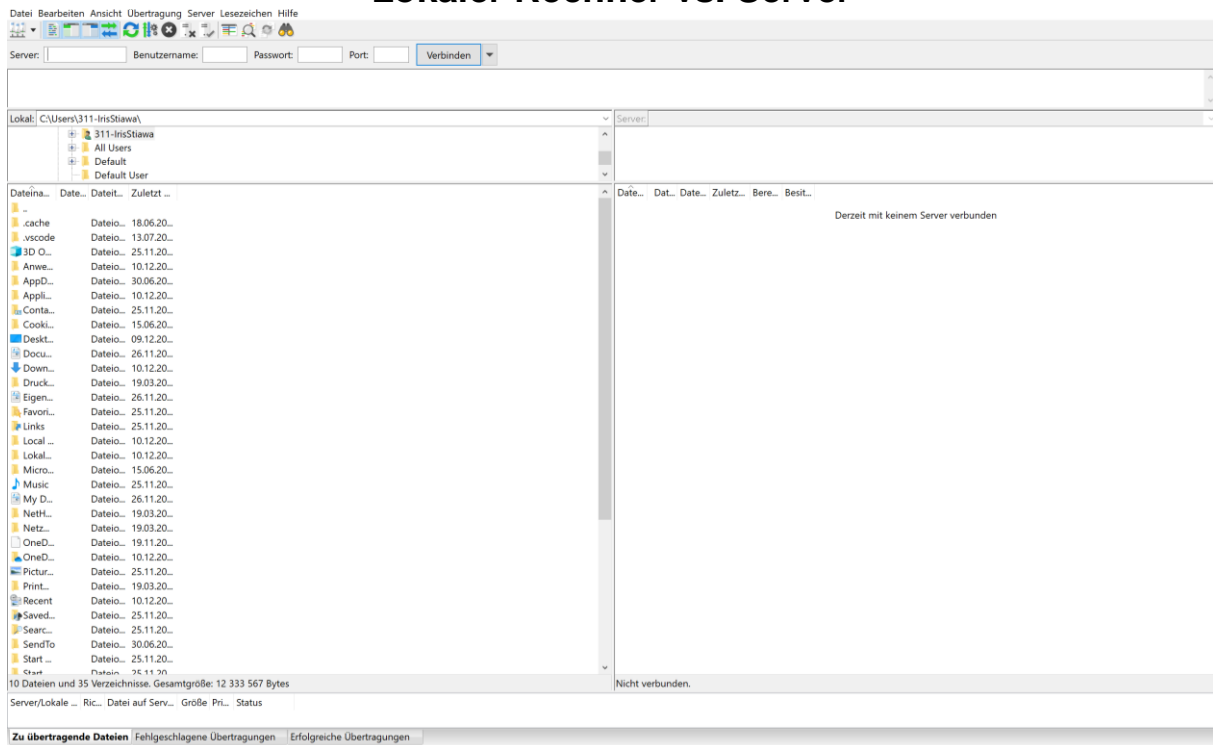 Lokaler Rechner vs. Server
Datei Bearbeiten Ansicht Übertragung Server Lesezeichen Hilfe
Server: Benutzername: Passwort: Port: Verbinden
Lokal: C:\Users\311-IrisStiawa\
Server:
311-IrisStiawa
All Users
Default
Default User
Dateina... Date... Dateit... Zuletzt ...
Date... Dat... Date... Zuletz... Bere... Besit...
..
Derzeit mit keinem Server verbunden
.cache Dateio... 18.06.20...
.vscode Dateio... 13.07.20...
3D O... Dateio... 25.11.20...
Anwe... Dateio... 10.12.20...
AppD... Dateio... 30.06.20...
Appli... Dateio... 10.12.20...
Conta... Dateio... 25.11.20...
Cooki... Dateio... 15.06.20...
Deskt... Dateio... 09.12.20...
Docu... Dateio... 26.11.20...
Down... Dateio... 10.12.20...
Druck... Dateio... 19.03.20...
Eigen... Dateio... 26.11.20...
Favori... Dateio... 25.11.20...
Links Dateio... 25.11.20...
Local ... Dateio... 10.12.20...
Lokal... Dateio... 10.12.20...
Micro... Dateio... 15.06.20...
Music Dateio... 25.11.20...
My D... Dateio... 26.11.20...
NetH... Dateio... 19.03.20...
Netz... Dateio... 19.03.20...
OneD... Dateio... 19.11.20...
OneD... Dateio... 10.12.20...
Pictur... Dateio... 25.11.20...
Print... Dateio... 19.03.20...
Recent Dateio... 10.12.20...
Saved... Dateio... 25.11.20...
Searc... Dateio... 25.11.20...
SendTo Dateio... 30.06.20...
Start ... Dateio... 25.11.20...
Start Dateio 25.11.20
10 Dateien und 35 Verzeichnisse. Gesamtgröße: 12 333 567 Bytes
Nicht verbunden.
Server/Lokale ... Ric... Datei auf Serv... Größe Pri... Status
Zu übertragende Dateien Fehlgeschlagene Übertragungen Erfolgreiche Übertragungen